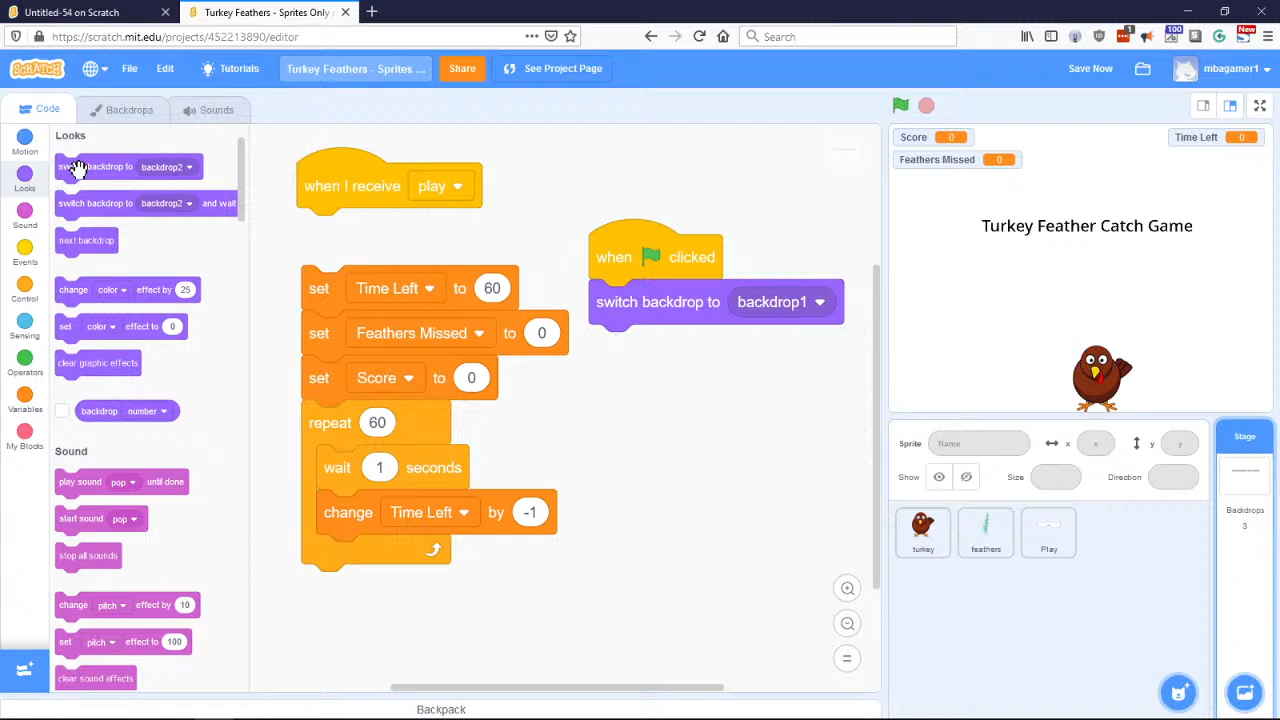 Untitled-54 on Scratch
Turkey Feathers - Sprites Only
https://scratch.mit.edu/projects/452213890/editor
Search
1
100
New
SCRATCH
File
Edit
Tutorials
Turkey Feathers - Sprites ...
Share
See Project Page
Save Now
mbagamer1
Code
Backdrops
Sounds
Motion
Looks
Sound
Events
Control
Sensing
Operators
Variables
My Blocks
Looks
backdrop to backdrop2
switch backdrop to backdrop2 and wait
next backdrop
change color effect by 25
set color effect to 0
clear graphic effects
backdrop number
Sound
play sound pop until done
start sound pop
stop all sounds
change pitch effect by 10
set pitch effect to 100
clear sound effects
when I receive play
set Time Left to 60
set Feathers Missed to 0
set Score to 0
repeat 60
wait 1 seconds
change Time Left by -1
when clicked
switch backdrop to backdrop1
Backpack
Score 0
Time Left 0
Feathers Missed 0
Turkey Feather Catch Game
Sprite Name x x y y
Show Size Direction
turkey
feathers
Play
Stage
Backdrops
3